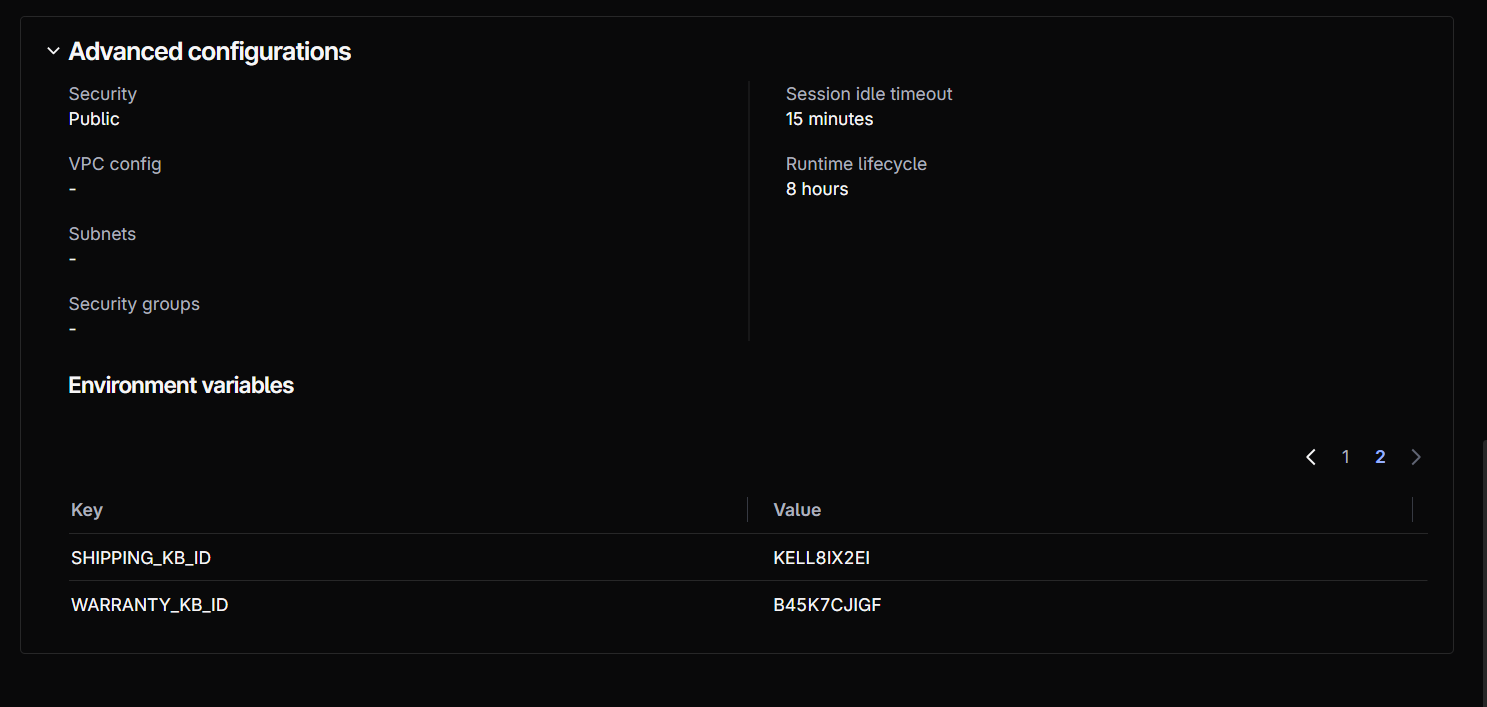 Advanced configurations
Security
Public
VPC config
-
Subnets
-
Security groups
-
Session idle timeout
15 minutes
Runtime lifecycle
8 hours
Environment variables
1 2
Key Value
SHIPPING_KB_ID KELL8IX2EI
WARRANTY_KB_ID B45K7CJIGF